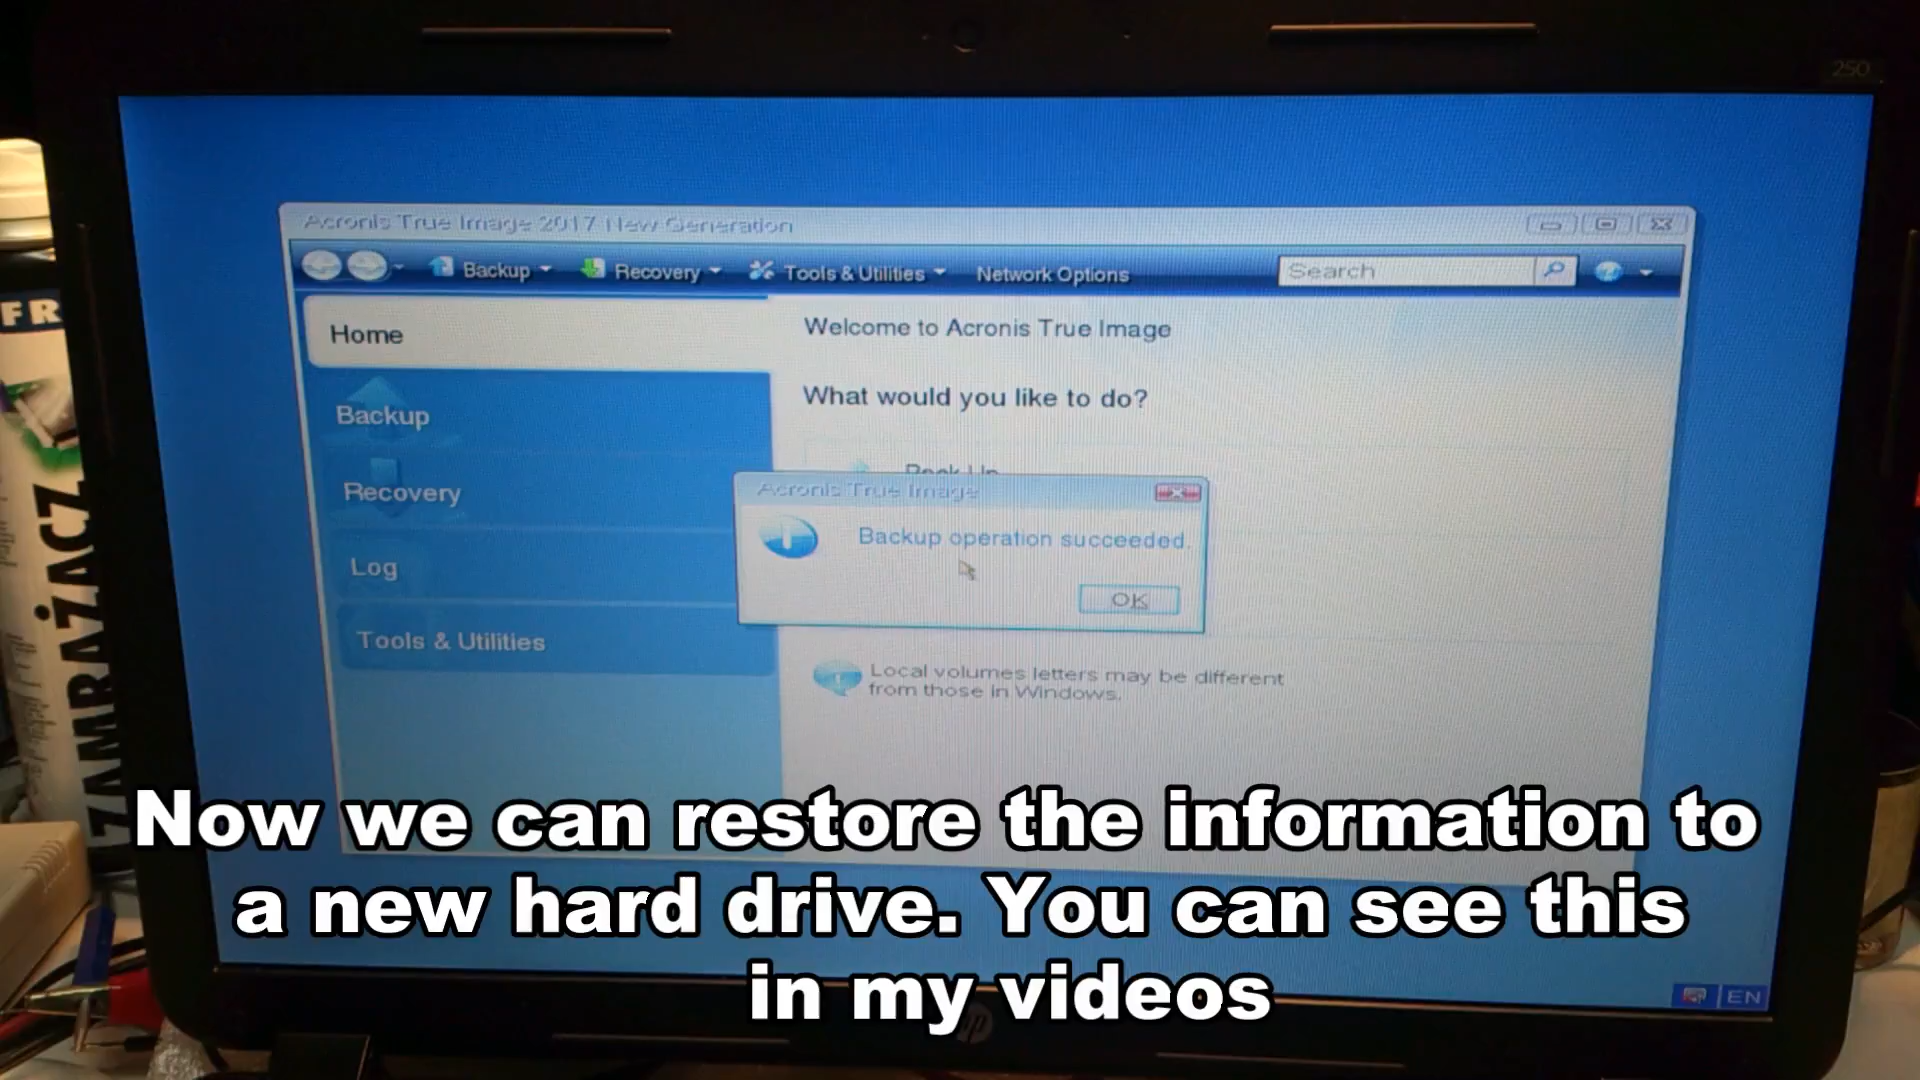 250
Acronis True Image 2017 New Generation
Backup
Recovery
Tools & Utilities
Network Options
Search
Home
Welcome to Acronis True Image
Backup
What would you like to do?
Recovery
Log
Tools & Utilities
Back Up
Acronis True Image
Backup operation succeeded.
OK
Local volumes letters may be different
from those in Windows.
FR
ZAMRAŻACZ
Now we can restore the information to
a new hard drive. You can see this
in my videos
hp
EN